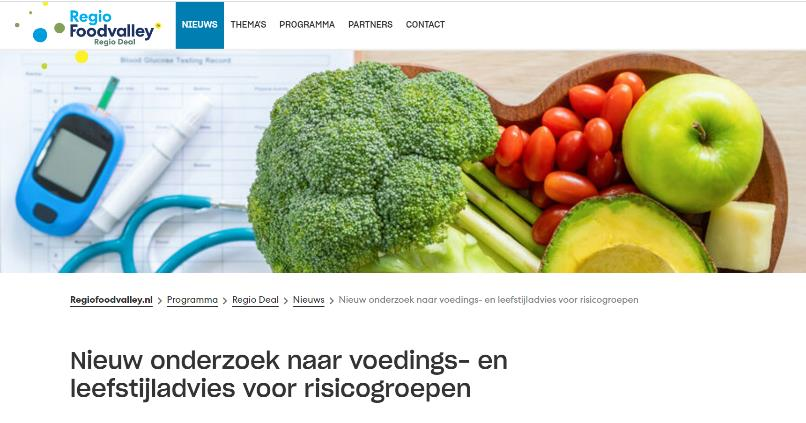 Regio
Foodvalley
Regio Deal
NIEUWS THEMA'S PROGRAMMA PARTNERS CONTACT
Blood Glucose Testing Record
Regiofoodvalley.nl > Programma > Regio Deal > Nieuws > Nieuw onderzoek naar voedings- en leefstijladvies voor risicogroepen
Nieuw onderzoek naar voedings- en
leefstijladvies voor risicogroepen